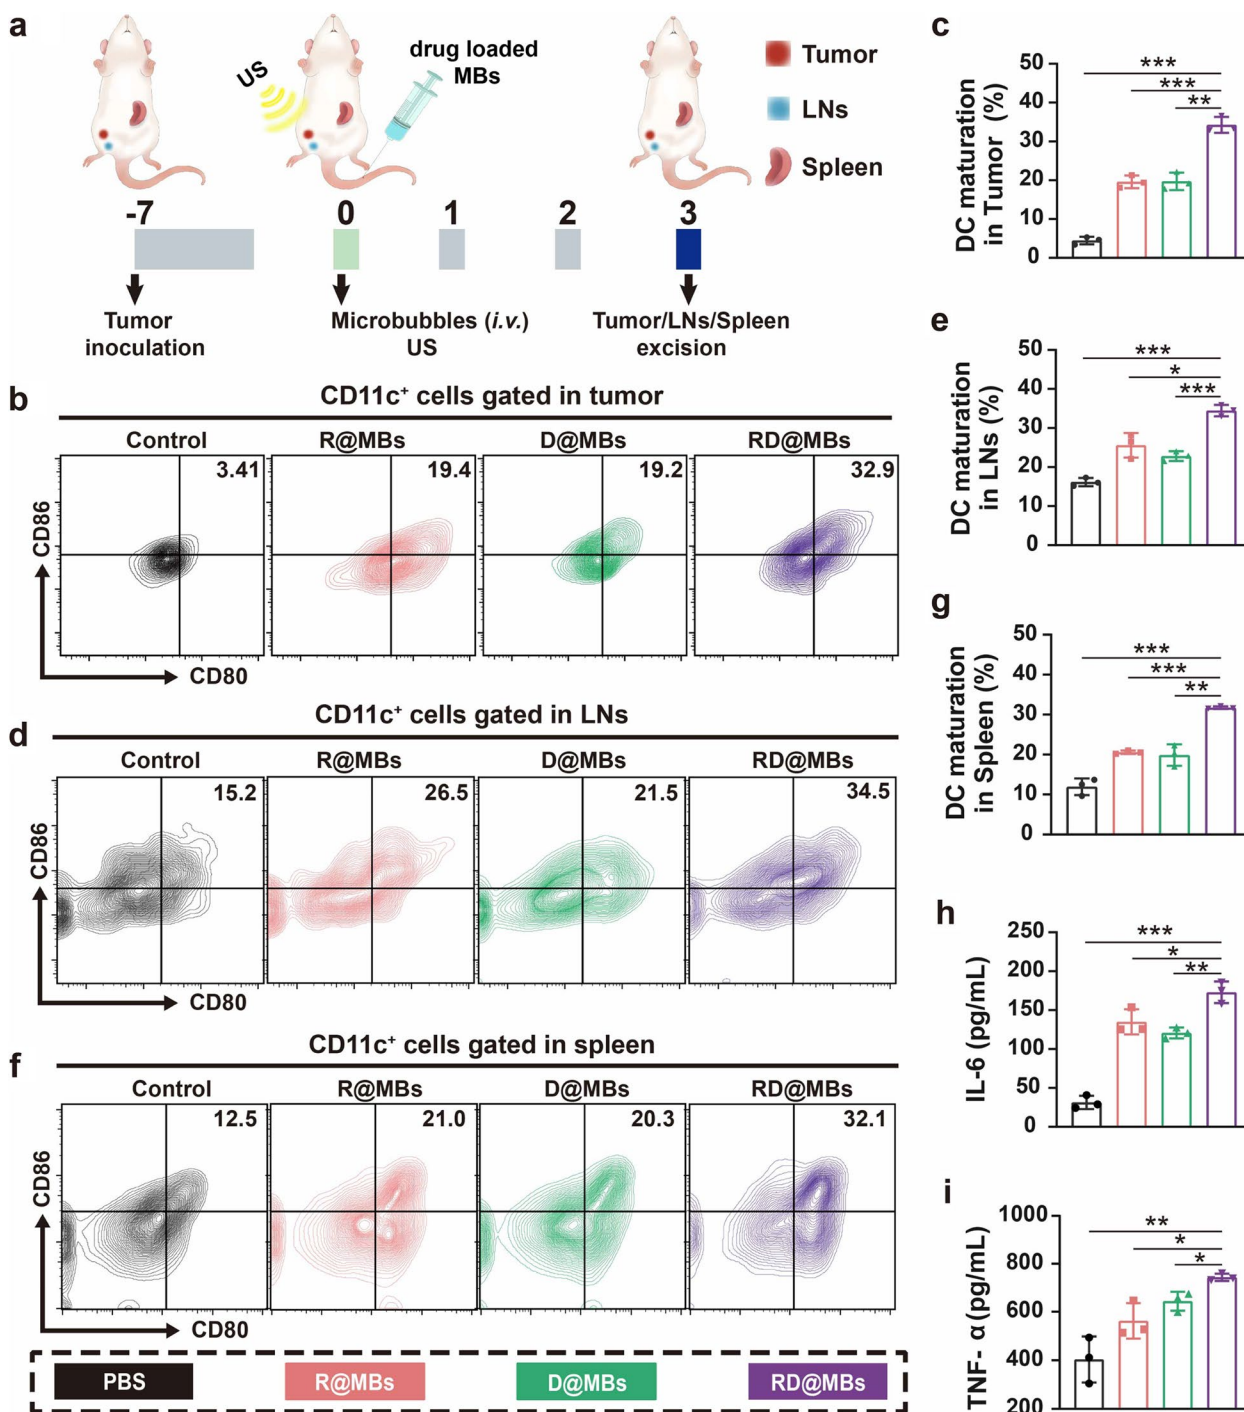 a
US
drug loaded
MBs
Tumor
LNs
Spleen
-7
0
1
2
3
Tumor
inoculation
Microbubbles (i.v.)
US
Tumor/LNs/Spleen
excision
b
CD11c⁺ cells gated in tumor
Control
R@MBs
D@MBs
RD@MBs
3.41
19.4
19.2
32.9
CD86
CD80
d
CD11c⁺ cells gated in LNs
Control
R@MBs
D@MBs
RD@MBs
15.2
26.5
21.5
34.5
CD86
CD80
f
CD11c⁺ cells gated in spleen
Control
R@MBs
D@MBs
RD@MBs
12.5
21.0
20.3
32.1
CD86
CD80
PBS
R@MBs
D@MBs
RD@MBs
c
DC maturation
in Tumor (%)
50
40
30
20
10
0
***
***
**
e
DC maturation
in LNs (%)
50
40
30
20
10
0
***
*
***
g
DC maturation
in Spleen (%)
50
40
30
20
10
0
***
***
**
h
IL-6 (pg/mL)
250
200
150
100
50
0
***
*
**
i
TNF- α (pg/mL)
1000
800
600
400
200
**
*
*